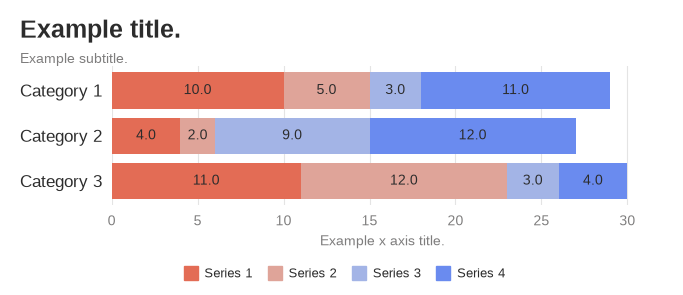 Example title.
Example subtitle.
Category 1 10.0 5.0 3.0 11.0
Category 2 4.0 2.0 9.0 12.0
Category 3 11.0 12.0 3.0 4.0
0 5 10 15 20 25 30
Example x axis title.
Series 1 Series 2 Series 3 Series 4